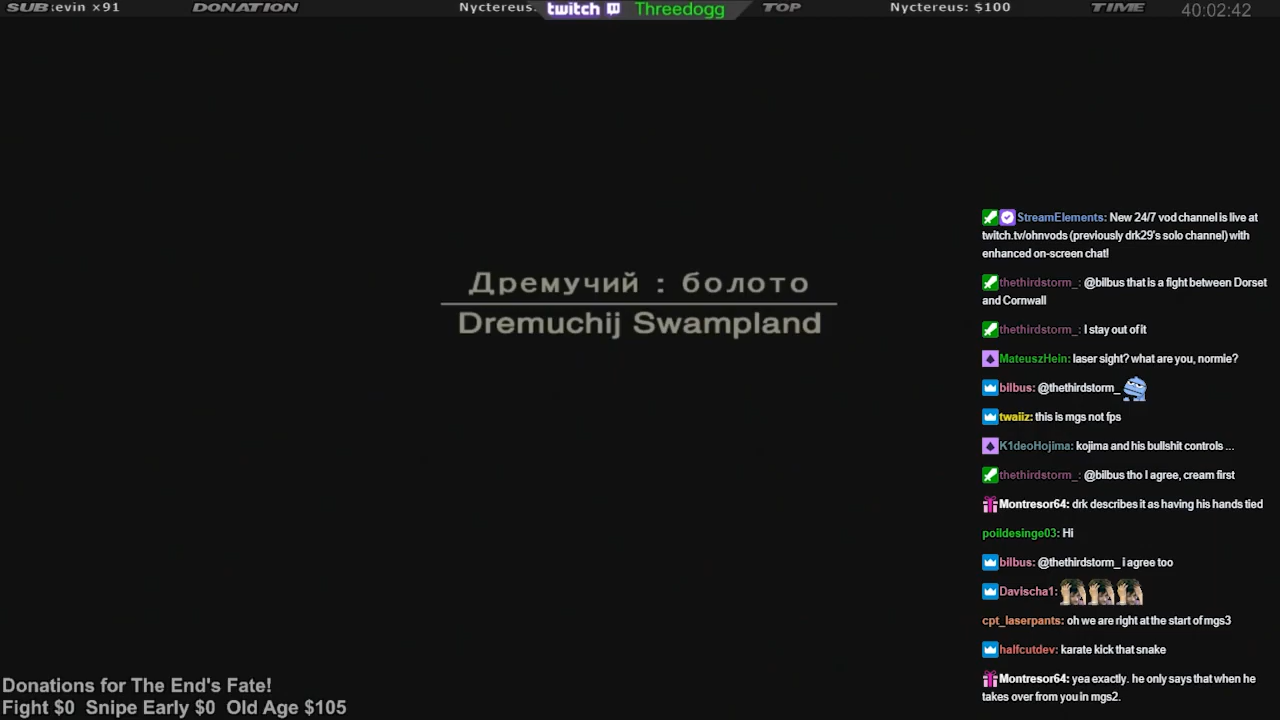 SUB: evin ×91 DONATION Nyctereus: twitch Threedogg TOP Nyctereus: $100 TIME 40:02:42
Дремучий : болото
Dremuchij Swampland
StreamElements: New 24/7 vod channel is live at
twitch.tv/ohnvods (previously drk29's solo channel) with
enhanced on-screen chat!
thethirdstorm_: @bilbus that is a fight between Dorset
and Cornwall
thethirdstorm_: I stay out of it
MateuszHein: laser sight? what are you, normie?
bilbus: @thethirdstorm_
twaiiz: this is mgs not fps
K1deoHojima: kojima and his bullshit controls ...
thethirdstorm_: @bilbus tho I agree, cream first
Montresor64: drk describes it as having his hands tied
poildesinge03: Hi
bilbus: @thethirdstorm_ i agree too
Davischa1:
cpt_laserpants: oh we are right at the start of mgs3
halfcutdev: karate kick that snake
Montresor64: yea exactly. he only says that when he
takes over from you in mgs2.
Donations for The End's Fate!
Fight $0 Snipe Early $0 Old Age $105